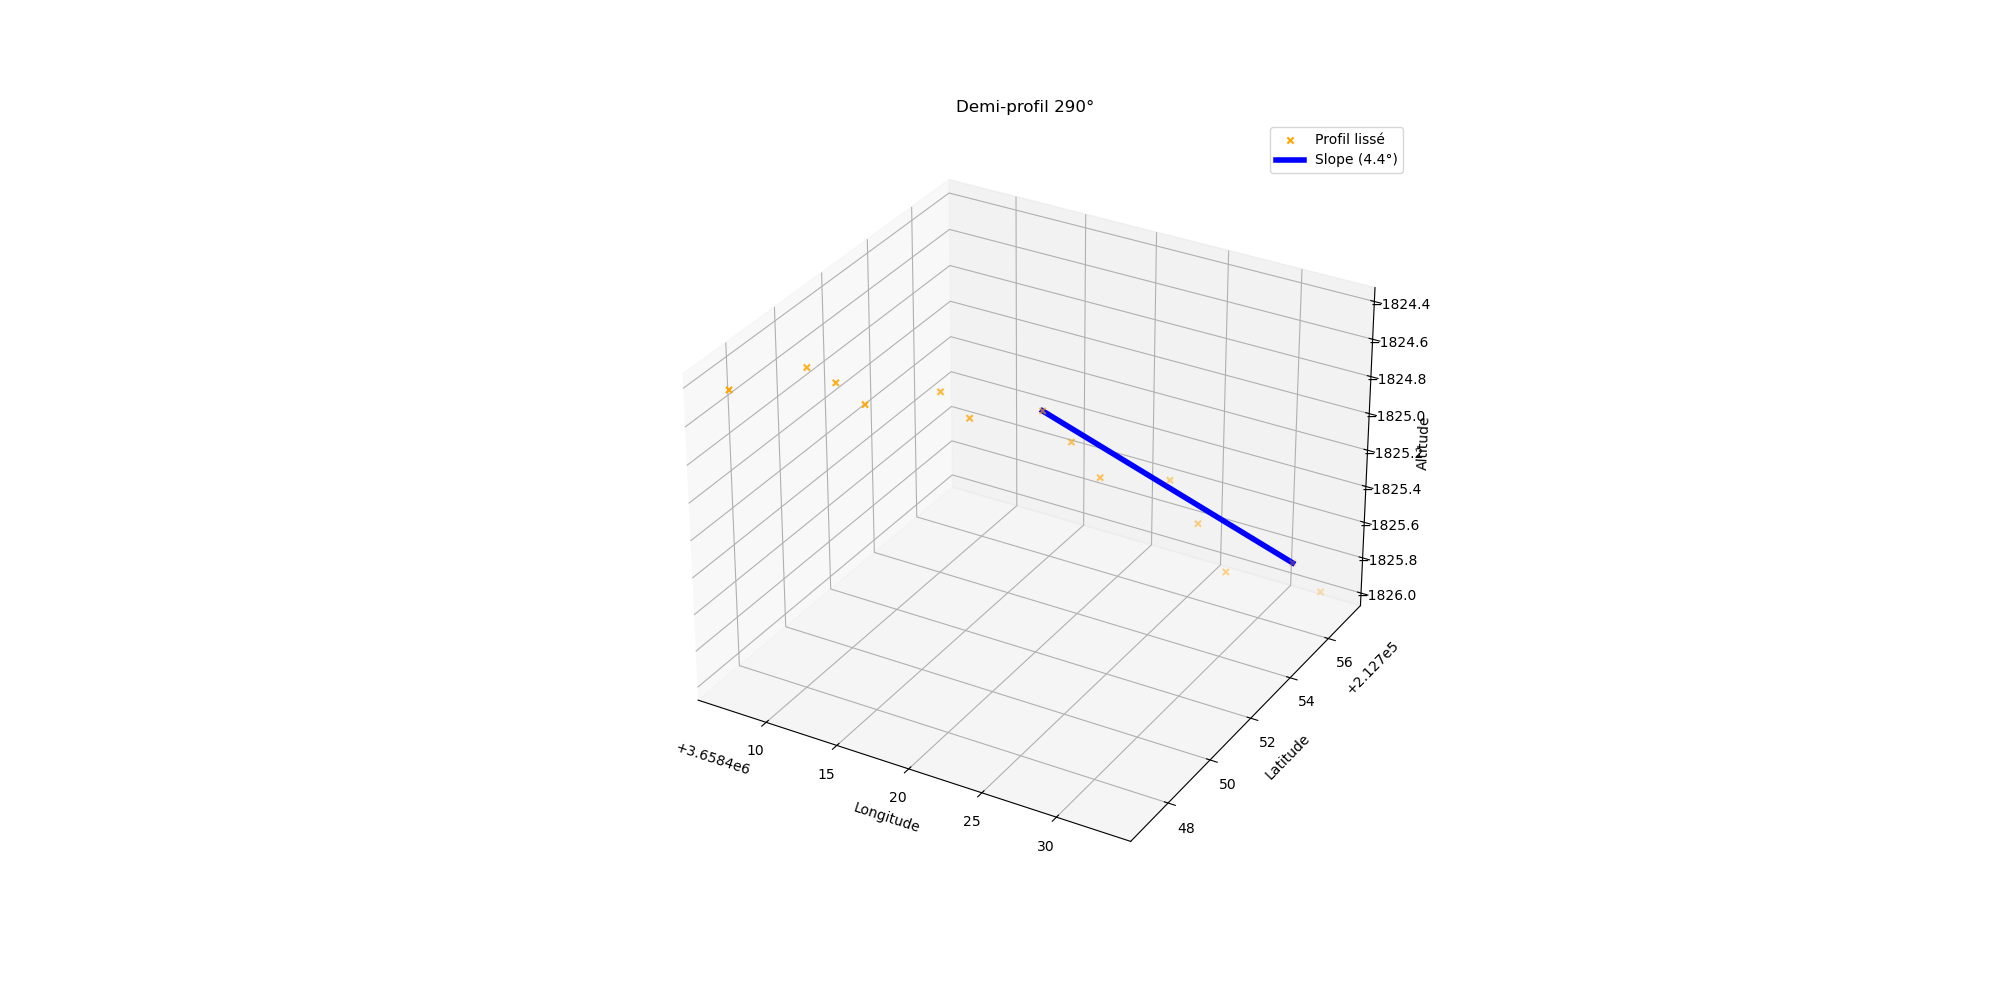 Demi-profil 290°
Profil lissé
Slope (4.4°)
−1824.4
−1824.6
−1824.8
−1825.0
−1825.2
−1825.4
−1825.6
−1825.8
−1826.0
Altitude
56
54
52
50
48
+2.127e5
Latitude
10
15
20
25
30
+3.6584e6
Longitude